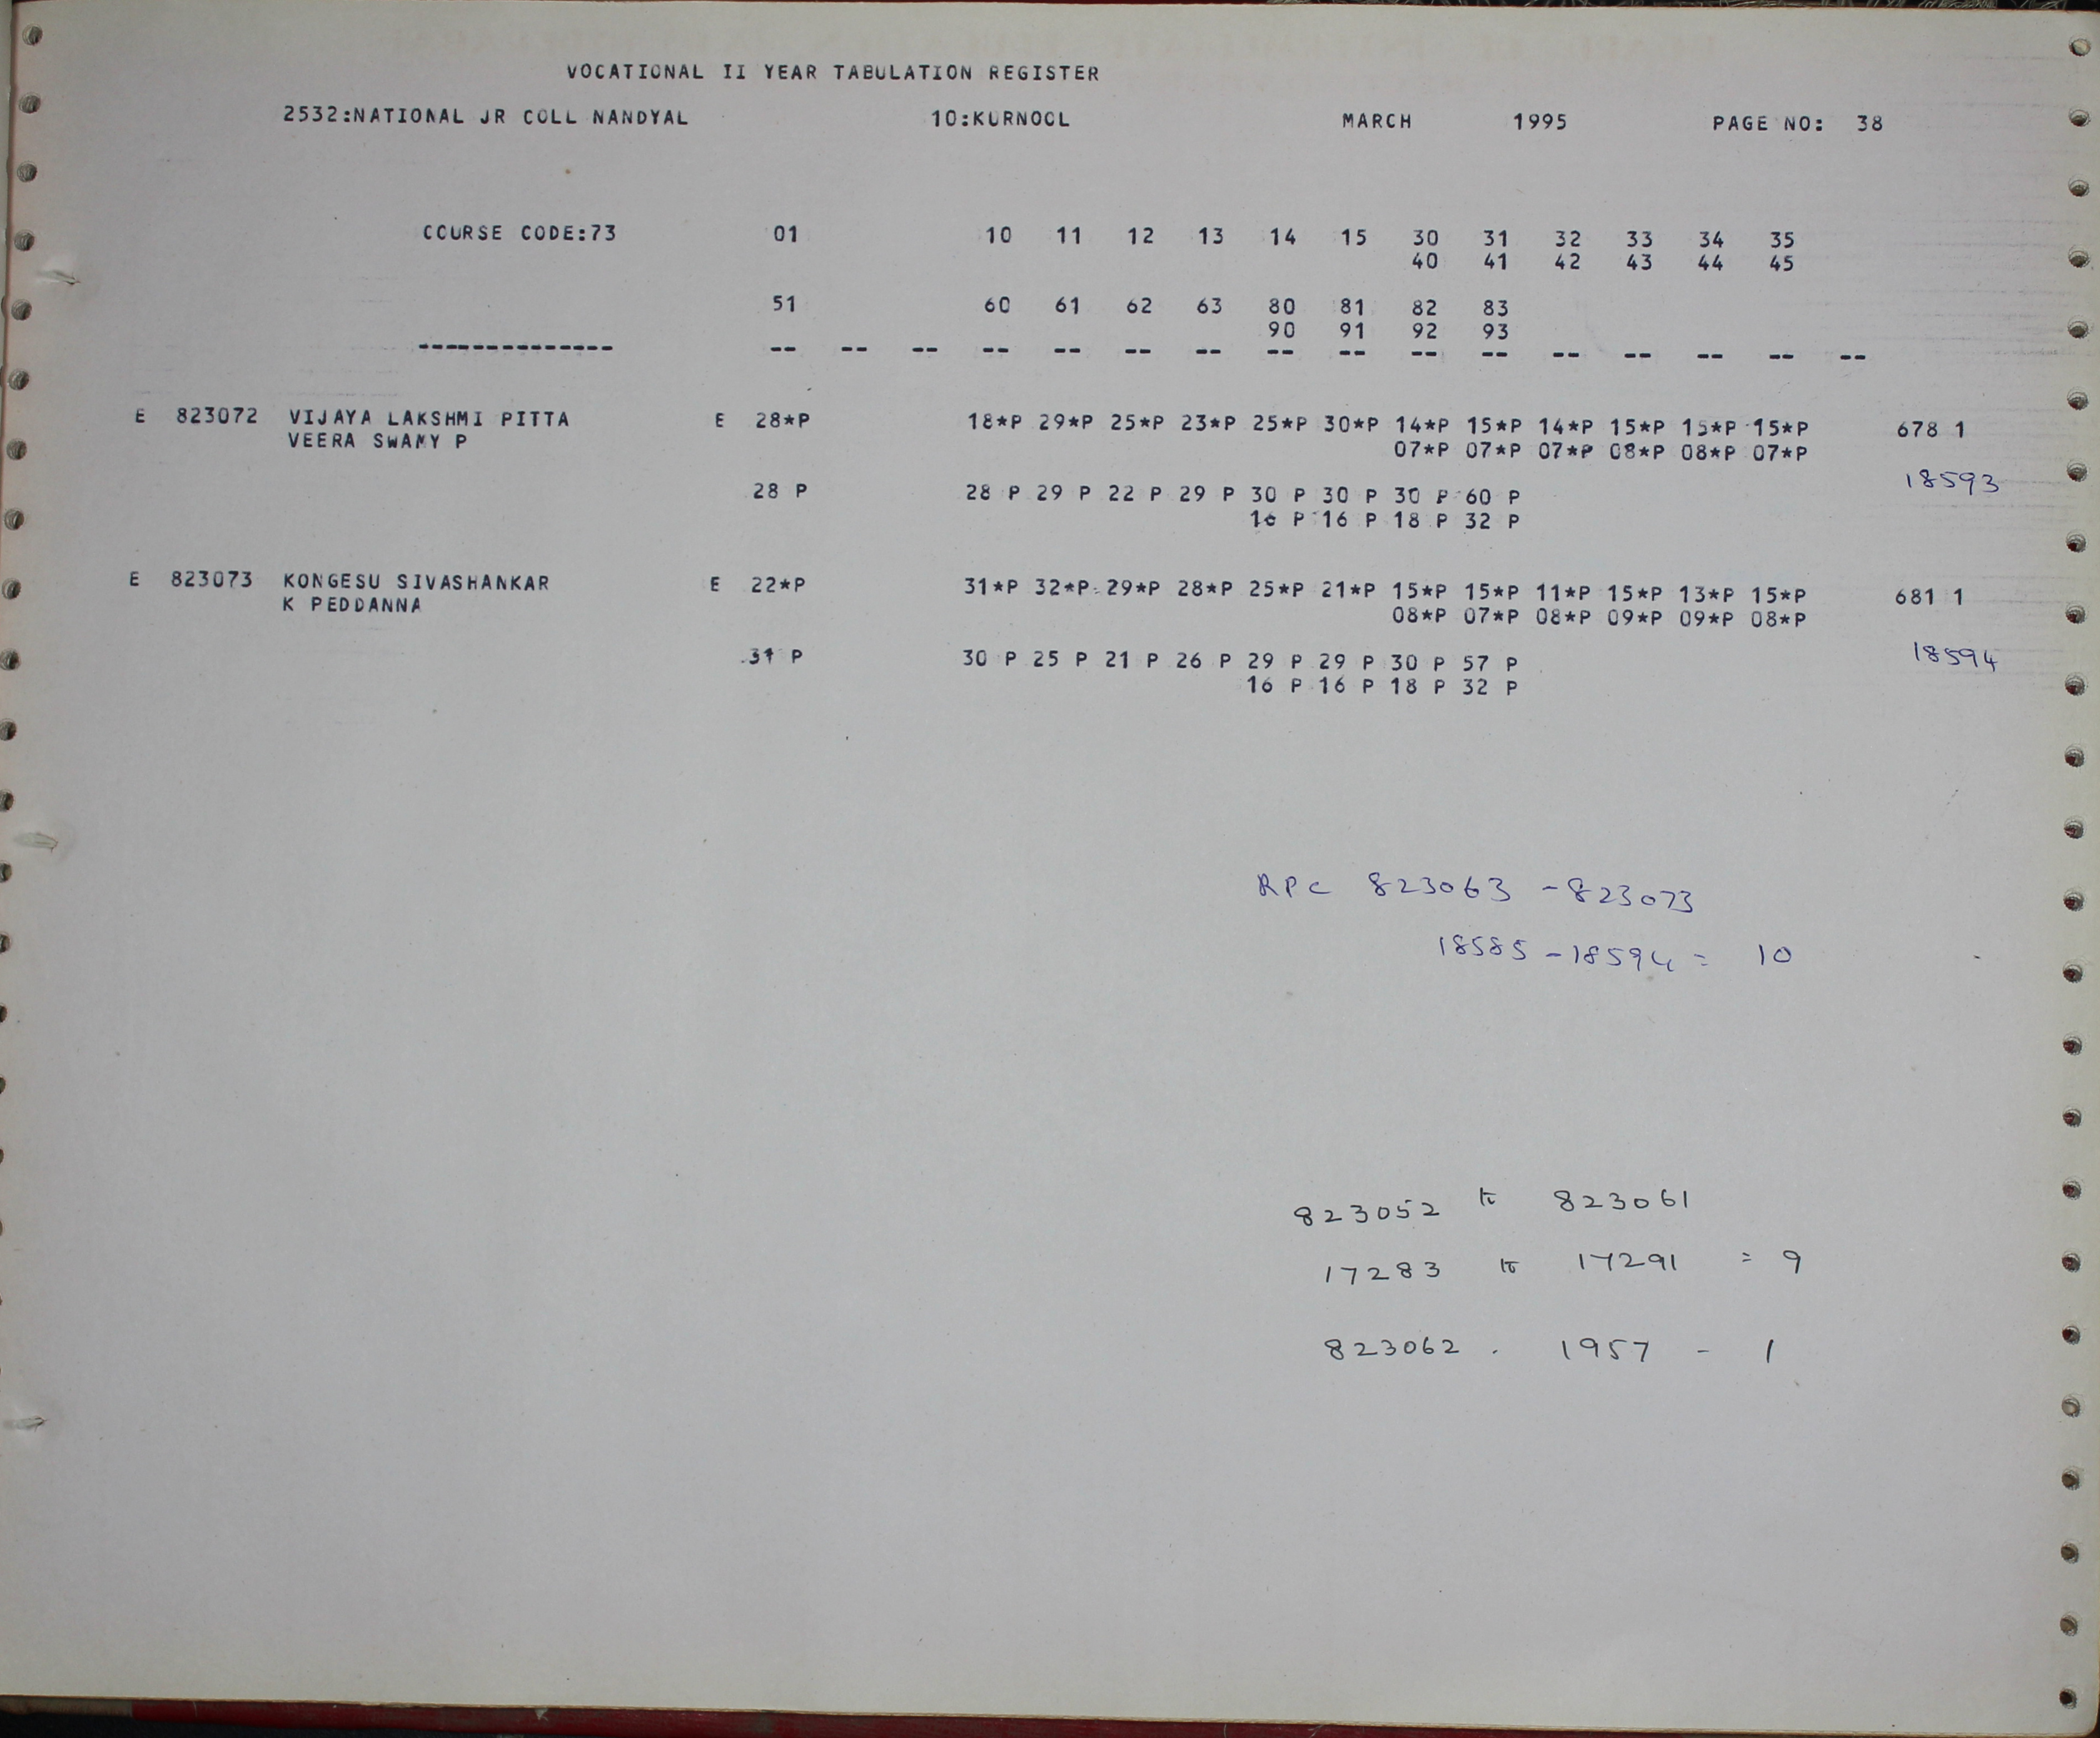 VOCATIONAL II YEAR TABULATION REGISTER
2532:NATIONAL JR COLL NANDYAL 10:KURNOOL MARCH 1995 PAGE NO: 38
COURSE CODE:73 01 10 11 12 13 14 15 30 31 32 33 34 35
40 41 42 43 44 45
51 60 61 62 63 80 81 82 83
90 91 92 93
-------------- -- -- -- -- -- -- -- -- -- -- -- -- -- -- -- --
E 823072 VIJAYA LAKSHMI PITTA E 28*P 18*P 29*P 25*P 23*P 25*P 30*P 14*P 15*P 14*P 15*P 15*P 15*P 678 1
VEERA SWAMY P 07*P 07*P 07*P 08*P 08*P 07*P
18593
28 P 28 P 29 P 22 P 29 P 30 P 30 P 30 P 60 P
16 P 16 P 18 P 32 P
E 823073 KONGESU SIVASHANKAR E 22*P 31*P 32*P 29*P 28*P 25*P 21*P 15*P 15*P 11*P 15*P 13*P 15*P 681 1
K PEDDANNA 08*P 07*P 08*P 09*P 09*P 08*P
18594
31 P 30 P 25 P 21 P 26 P 29 P 29 P 30 P 57 P
16 P 16 P 18 P 32 P
RPC 823063 - 823073
18585 - 18594 = 10
823052 to 823061
17283 to 17291 = 9
823062 . 1957 - 1